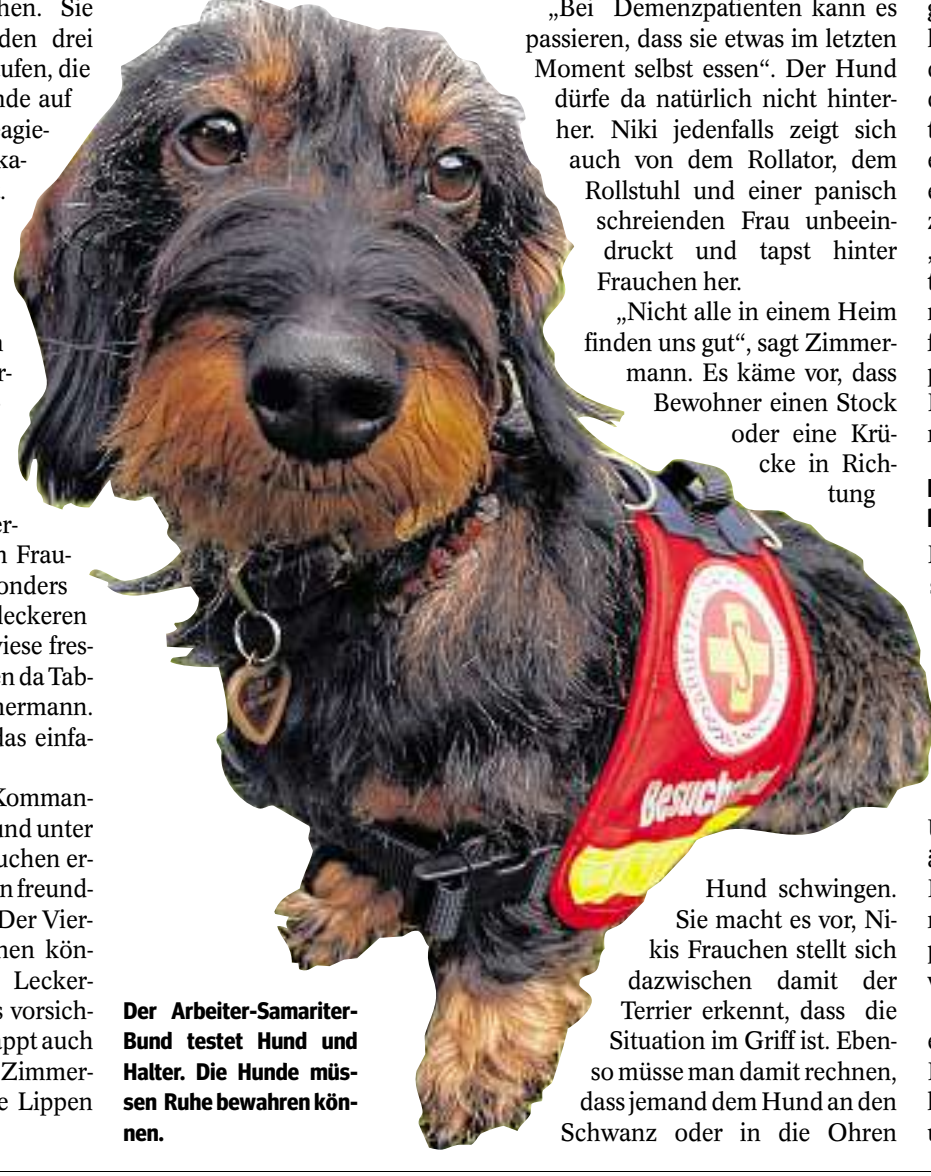 hen. Sie
den drei
ufen, die
nde auf
agie-
ka-
.
r-
er-
n Frau-
onders
leckeren
iese fres-
en da Tab-
ermann.
das einfa-
Komman-
und unter
uchen er-
n freund-
Der Vier-
hen kön-
Lecker-
s vorsich-
appt auch
Zimmer-
e Lippen
Besuch
Der Arbeiter-Samariter-
Bund testet Hund und
Halter. Die Hunde müs-
sen Ruhe bewahren kön-
nen.
„Bei Demenzpatienten kann es
passieren, dass sie etwas im letzten
Moment selbst essen“. Der Hund
dürfe da natürlich nicht hinter-
her. Niki jedenfalls zeigt sich
auch von dem Rollator, dem
Rollstuhl und einer panisch
schreienden Frau unbeein-
druckt und tapst hinter
Frauchen her.
„Nicht alle in einem Heim
finden uns gut“, sagt Zimmer-
mann. Es käme vor, dass
Bewohner einen Stock
oder eine Krü-
cke in Rich-
tung
Hund schwingen.
Sie macht es vor, Ni-
kis Frauchen stellt sich
dazwischen damit der
Terrier erkennt, dass die
Situation im Griff ist. Eben-
so müsse man damit rechnen,
dass jemand dem Hund an den
Schwanz oder in die Ohren